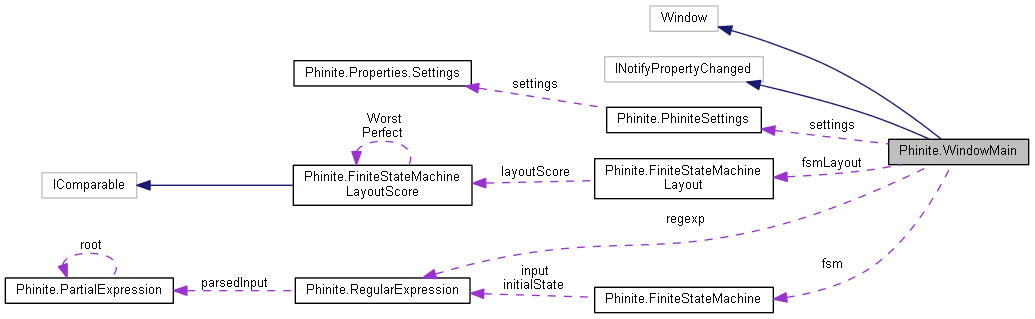 Window
INotifyPropertyChanged
Phinite.Properties.Settings
settings
Phinite.PhiniteSettings
settings
Phinite.WindowMain
Worst
Perfect
Phinite.FiniteStateMachine
LayoutScore
IComparable
layoutScore
Phinite.FiniteStateMachine
Layout
fsmLayout
regexp
root
Phinite.PartialExpression
parsedInput
Phinite.RegularExpression
input
initialState
Phinite.FiniteStateMachine
fsm